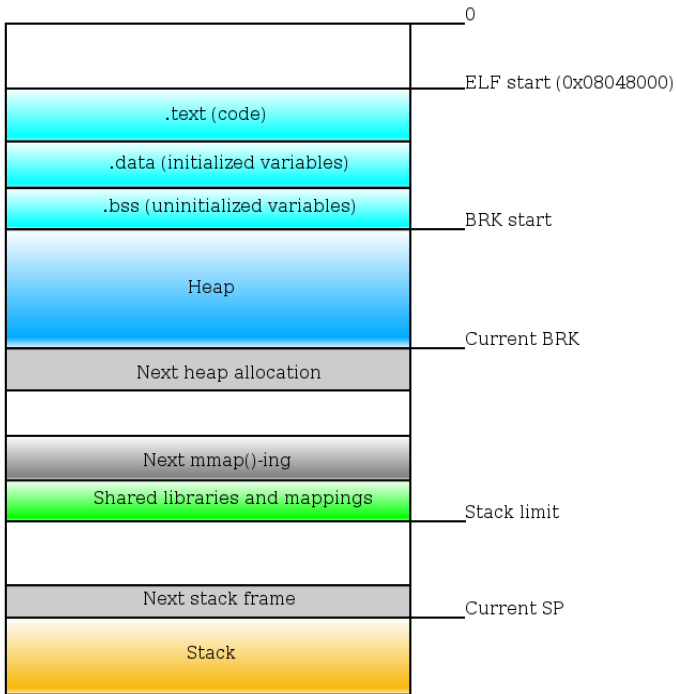 0
ELF start (0x08048000)
.text (code)
.data (initialized variables)
.bss (uninitialized variables)
BRK start
Heap
Current BRK
Next heap allocation
Next mmap()-ing
Shared libraries and mappings
Stack limit
Next stack frame
Current SP
Stack